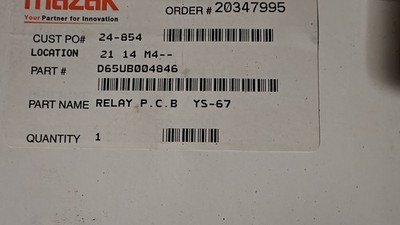 mazak
Your Partner for Innovation
ORDER # 20347995
CUST PO# 24-854
LOCATION 21 14 M4--
PART # D65UB004846
PART NAME RELAY P.C.B YS-67
QUANTITY 1